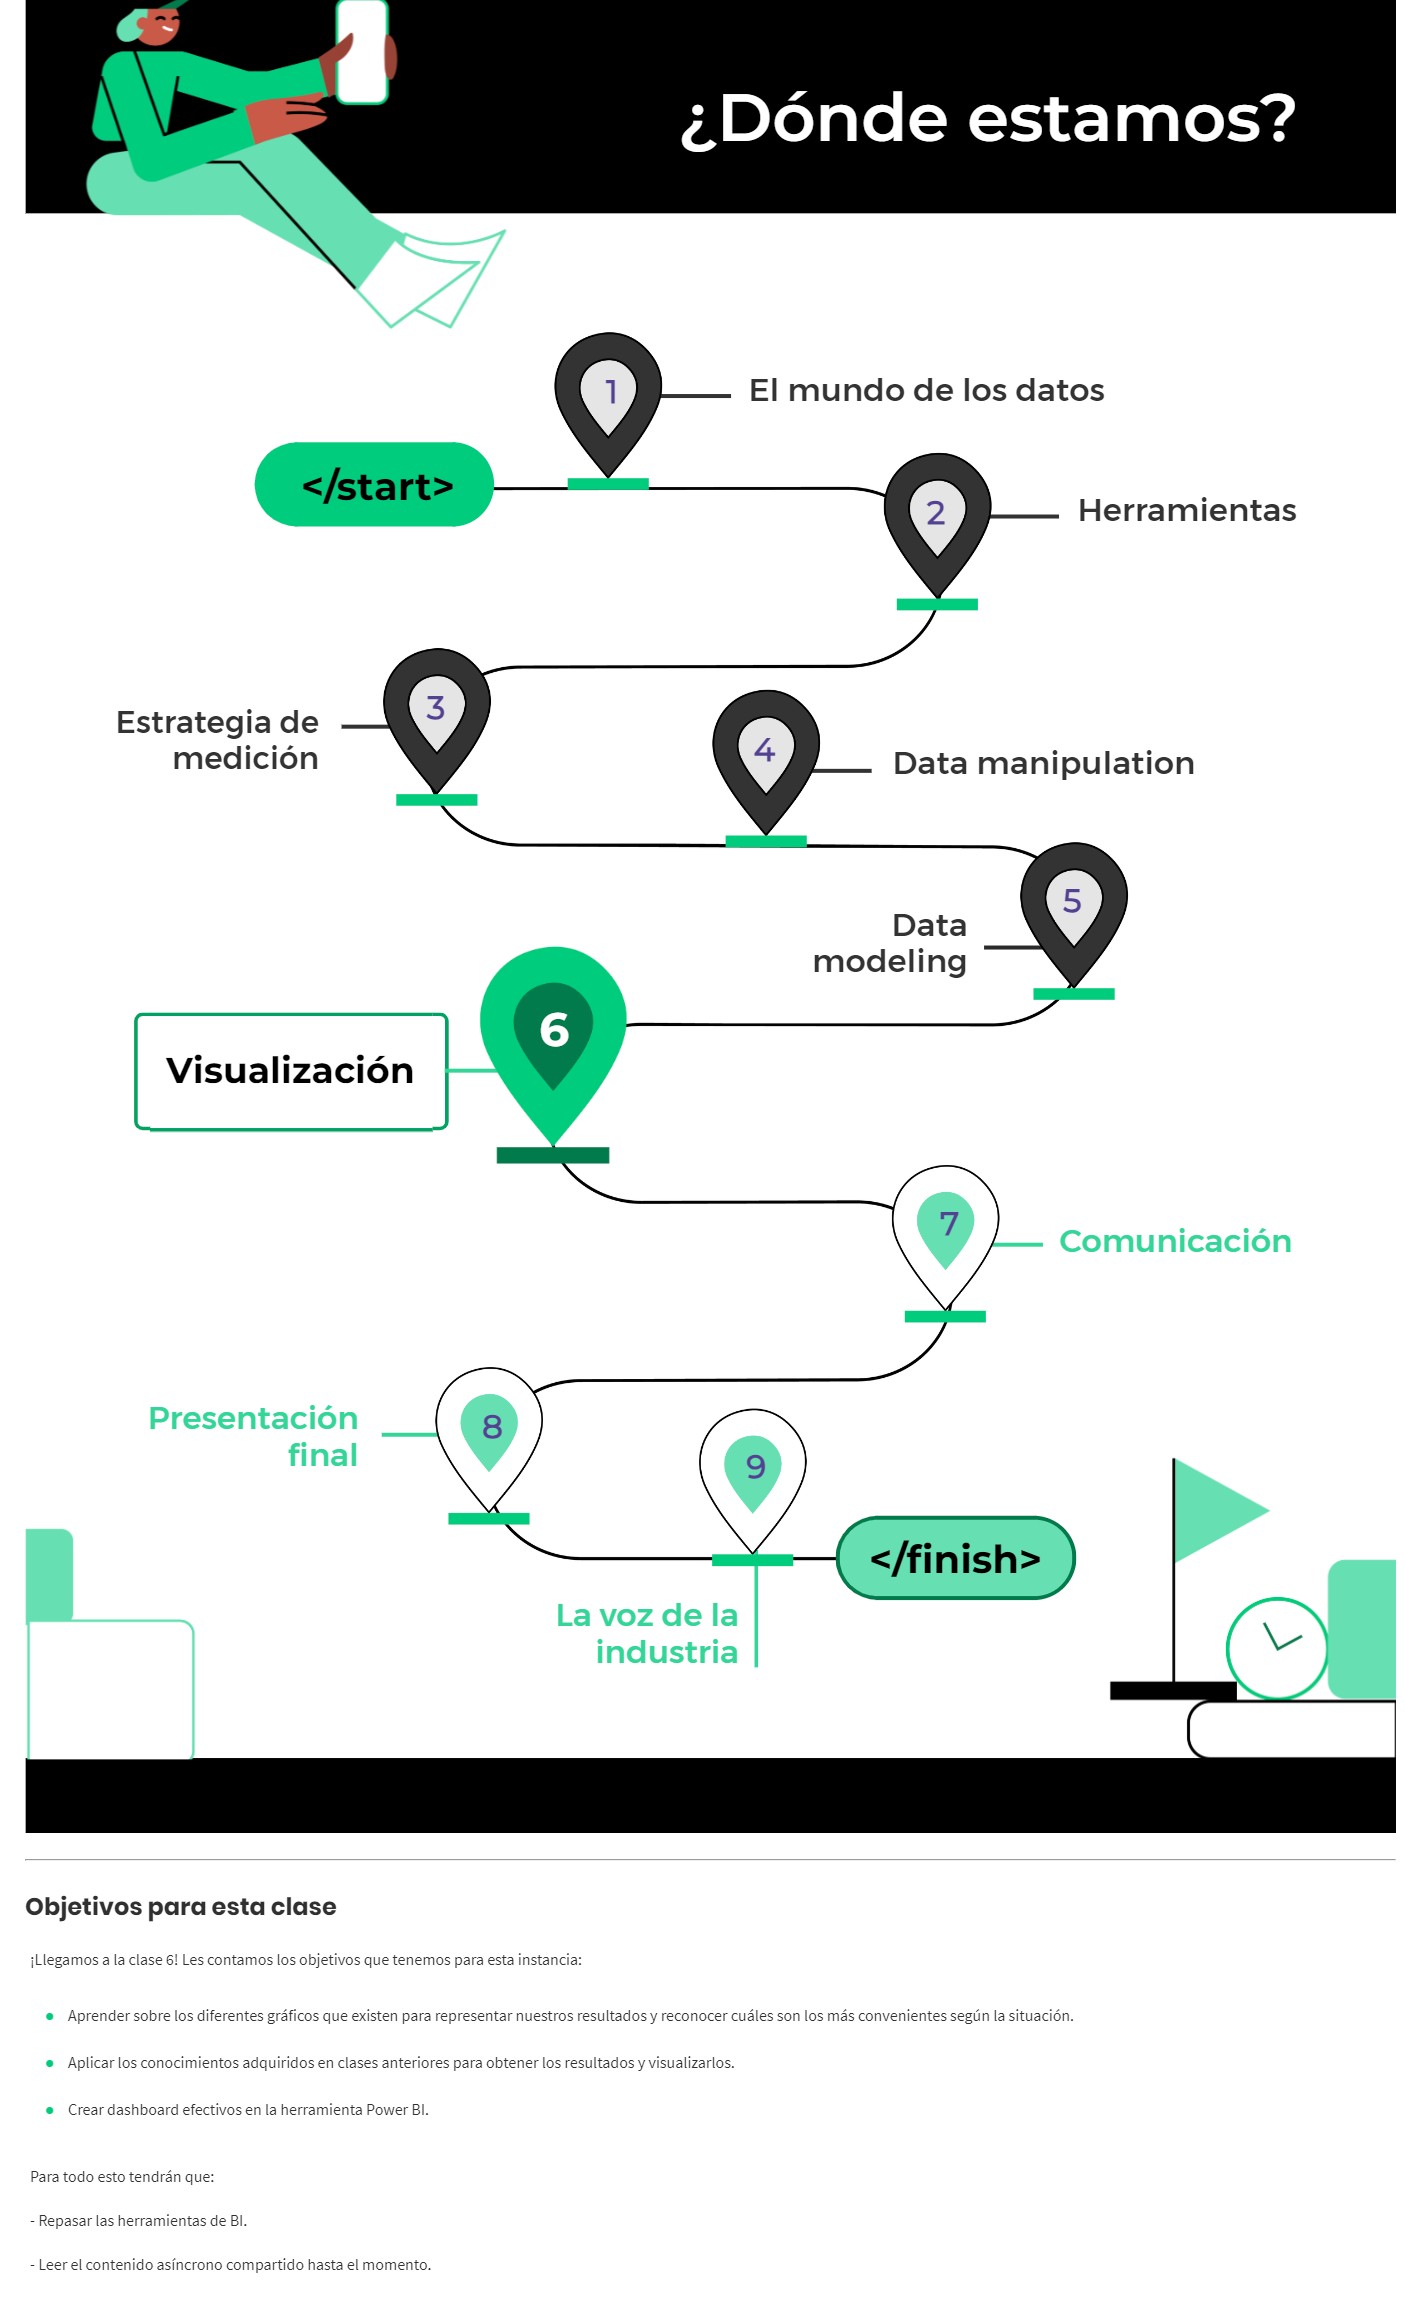 ¿Dónde estamos?
1
El mundo de los datos
</start>
2
Herramientas
3
Estrategia de
medición
4
Data manipulation
5
Data
modeling
6
Visualización
7
Comunicación
8
Presentación
final
9
</finish>
La voz de la
industria
Objetivos para esta clase
¡Llegamos a la clase 6! Les contamos los objetivos que tenemos para esta instancia:
● Aprender sobre los diferentes gráficos que existen para representar nuestros resultados y reconocer cuáles son los más convenientes según la situación.
● Aplicar los conocimientos adquiridos en clases anteriores para obtener los resultados y visualizarlos.
● Crear dashboard efectivos en la herramienta Power BI.
Para todo esto tendrán que:
- Repasar las herramientas de BI.
- Leer el contenido asíncrono compartido hasta el momento.